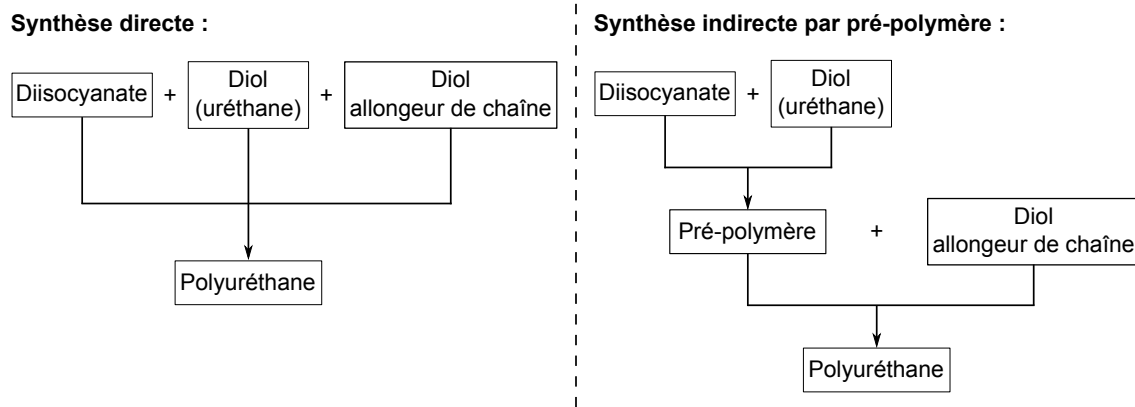 Synthèse directe :
Diisocyanate + Diol (uréthane) + Diol allongeur de chaîne
Polyuréthane
Synthèse indirecte par pré-polymère :
Diisocyanate + Diol (uréthane)
Pré-polymère + Diol allongeur de chaîne
Polyuréthane